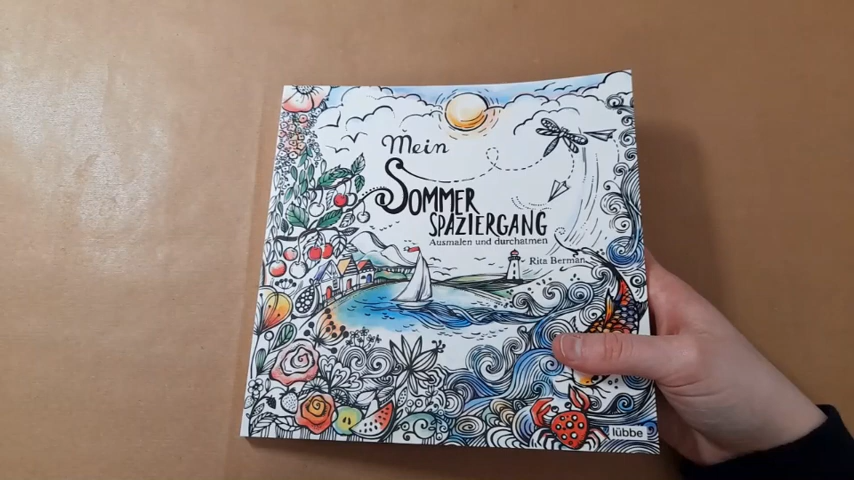 Mein
SOMMER
SPAZIERGANG
Ausmalen und durchatmen
Rita Berman
lübbe